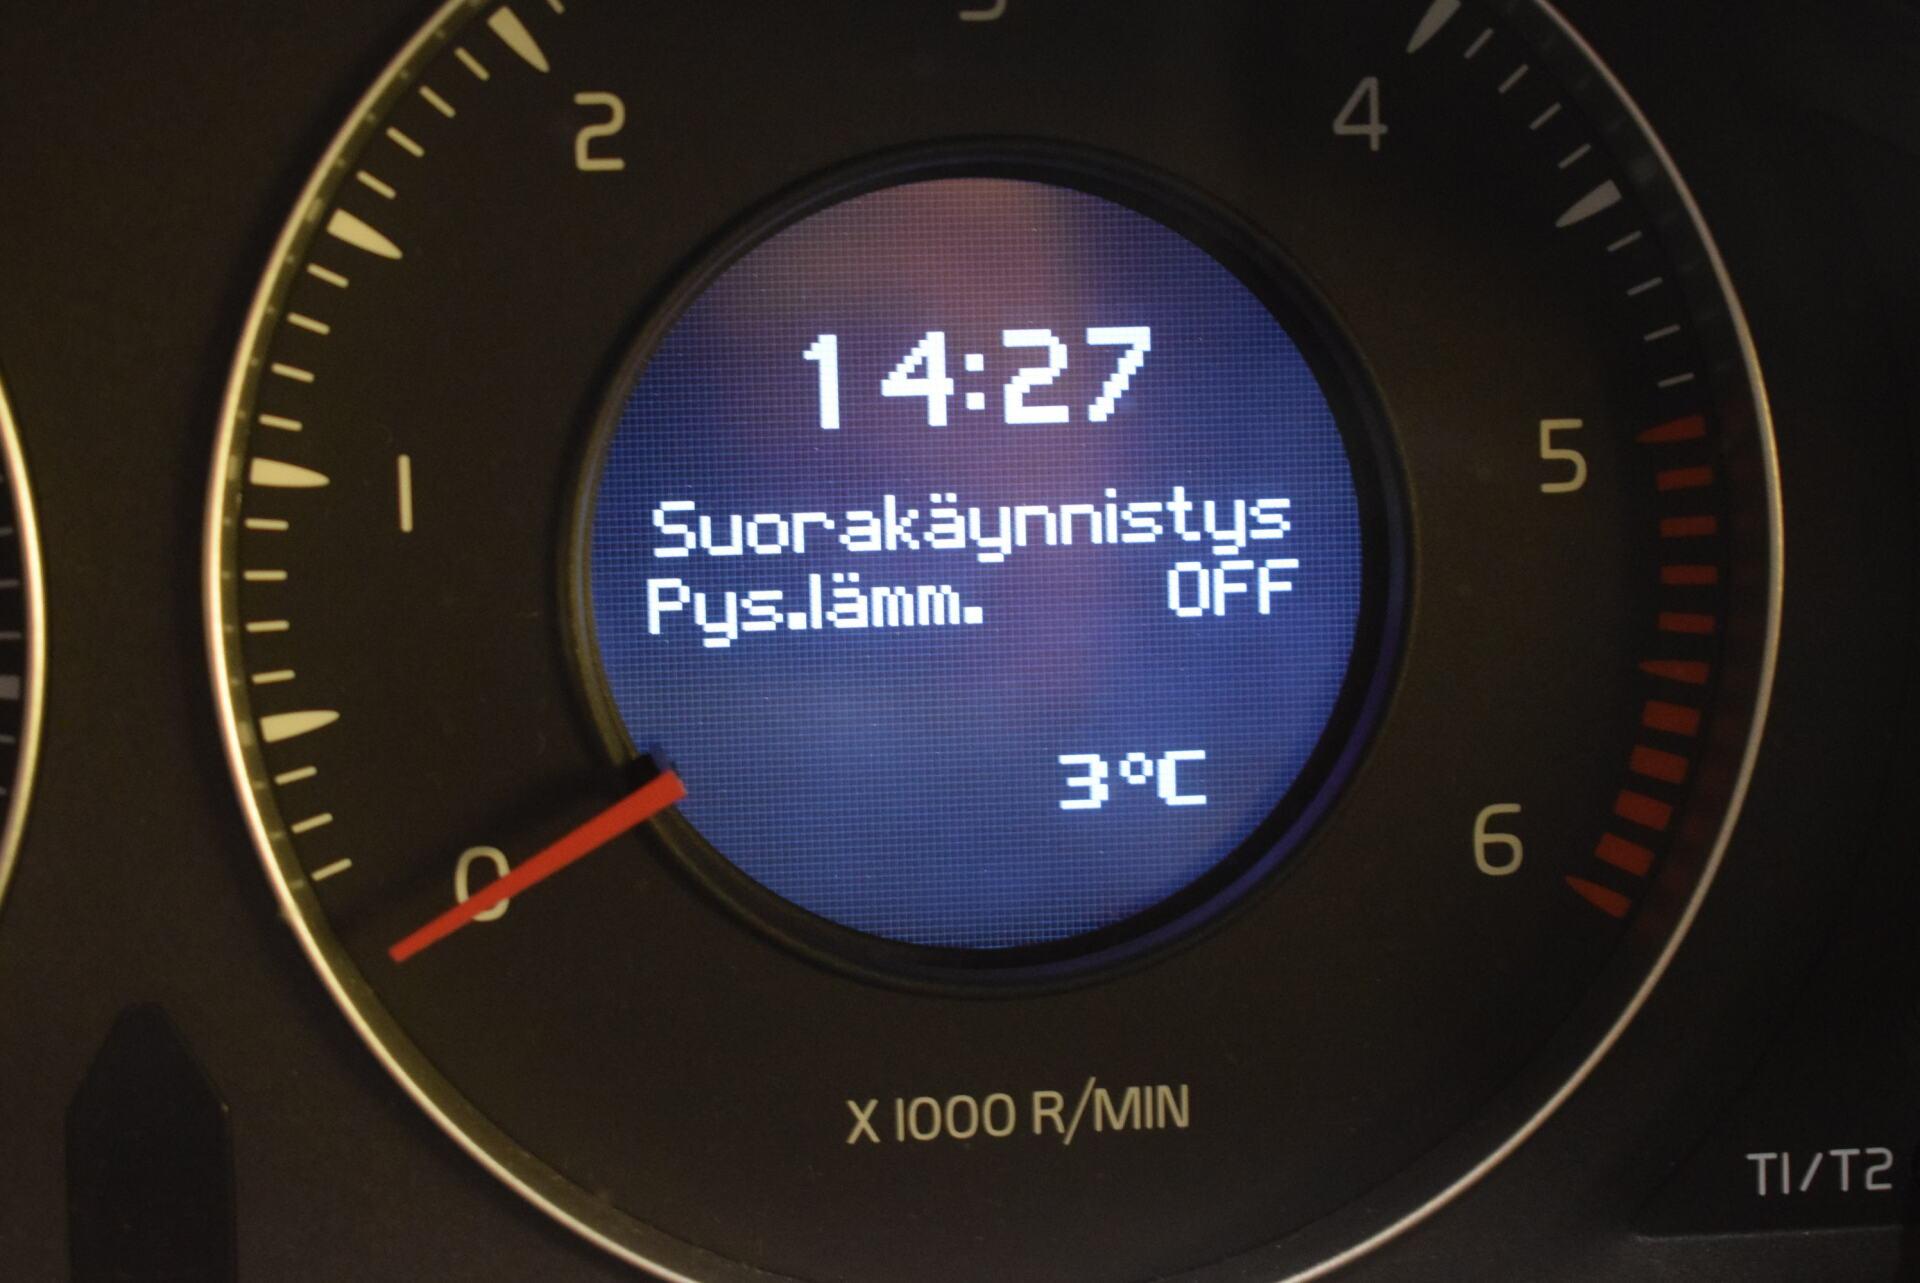 2
4
14:27
1
5
Suorakäynnistys
Pys.lämm. OFF
3°C
0
6
X 1000 R/MIN
T1/T2